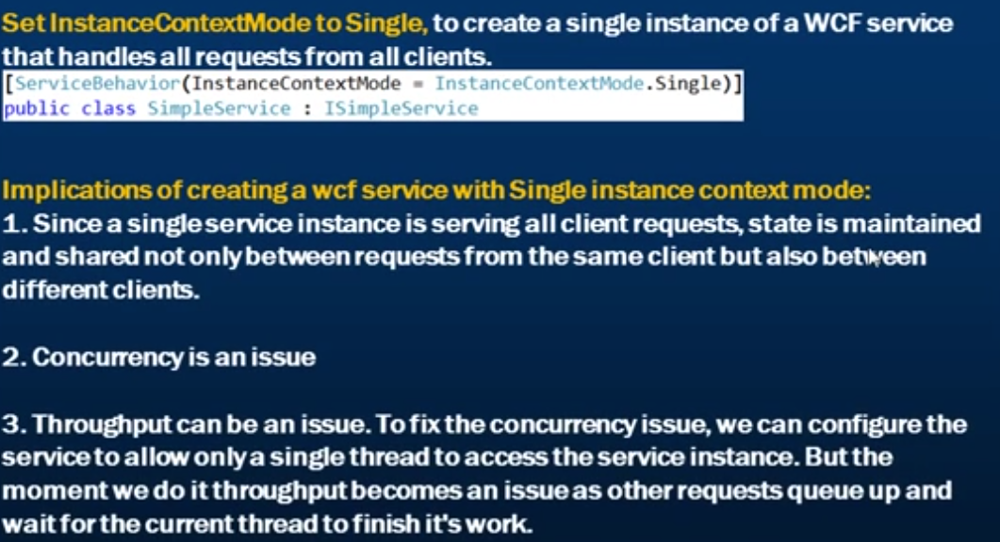 Set InstanceContextMode to Single, to create a single instance of a WCF service
that handles all requests from all clients.
[ServiceBehavior(InstanceContextMode = InstanceContextMode.Single)]
public class SimpleService : ISimpleService
Implications of creating a wcf service with Single instance context mode:
1. Since a single service instance is serving all client requests, state is maintained
and shared not only between requests from the same client but also between
different clients.
2. Concurrency is an issue
3. Throughput can be an issue. To fix the concurrency issue, we can configure the
service to allow only a single thread to access the service instance. But the
moment we do it throughput becomes an issue as other requests queue up and
wait for the current thread to finish it's work.